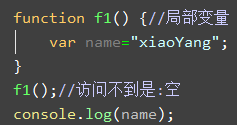 function f1() {//局部变量
    var name="xiaoYang";
}
f1();//访问不到是:空
console.log(name);